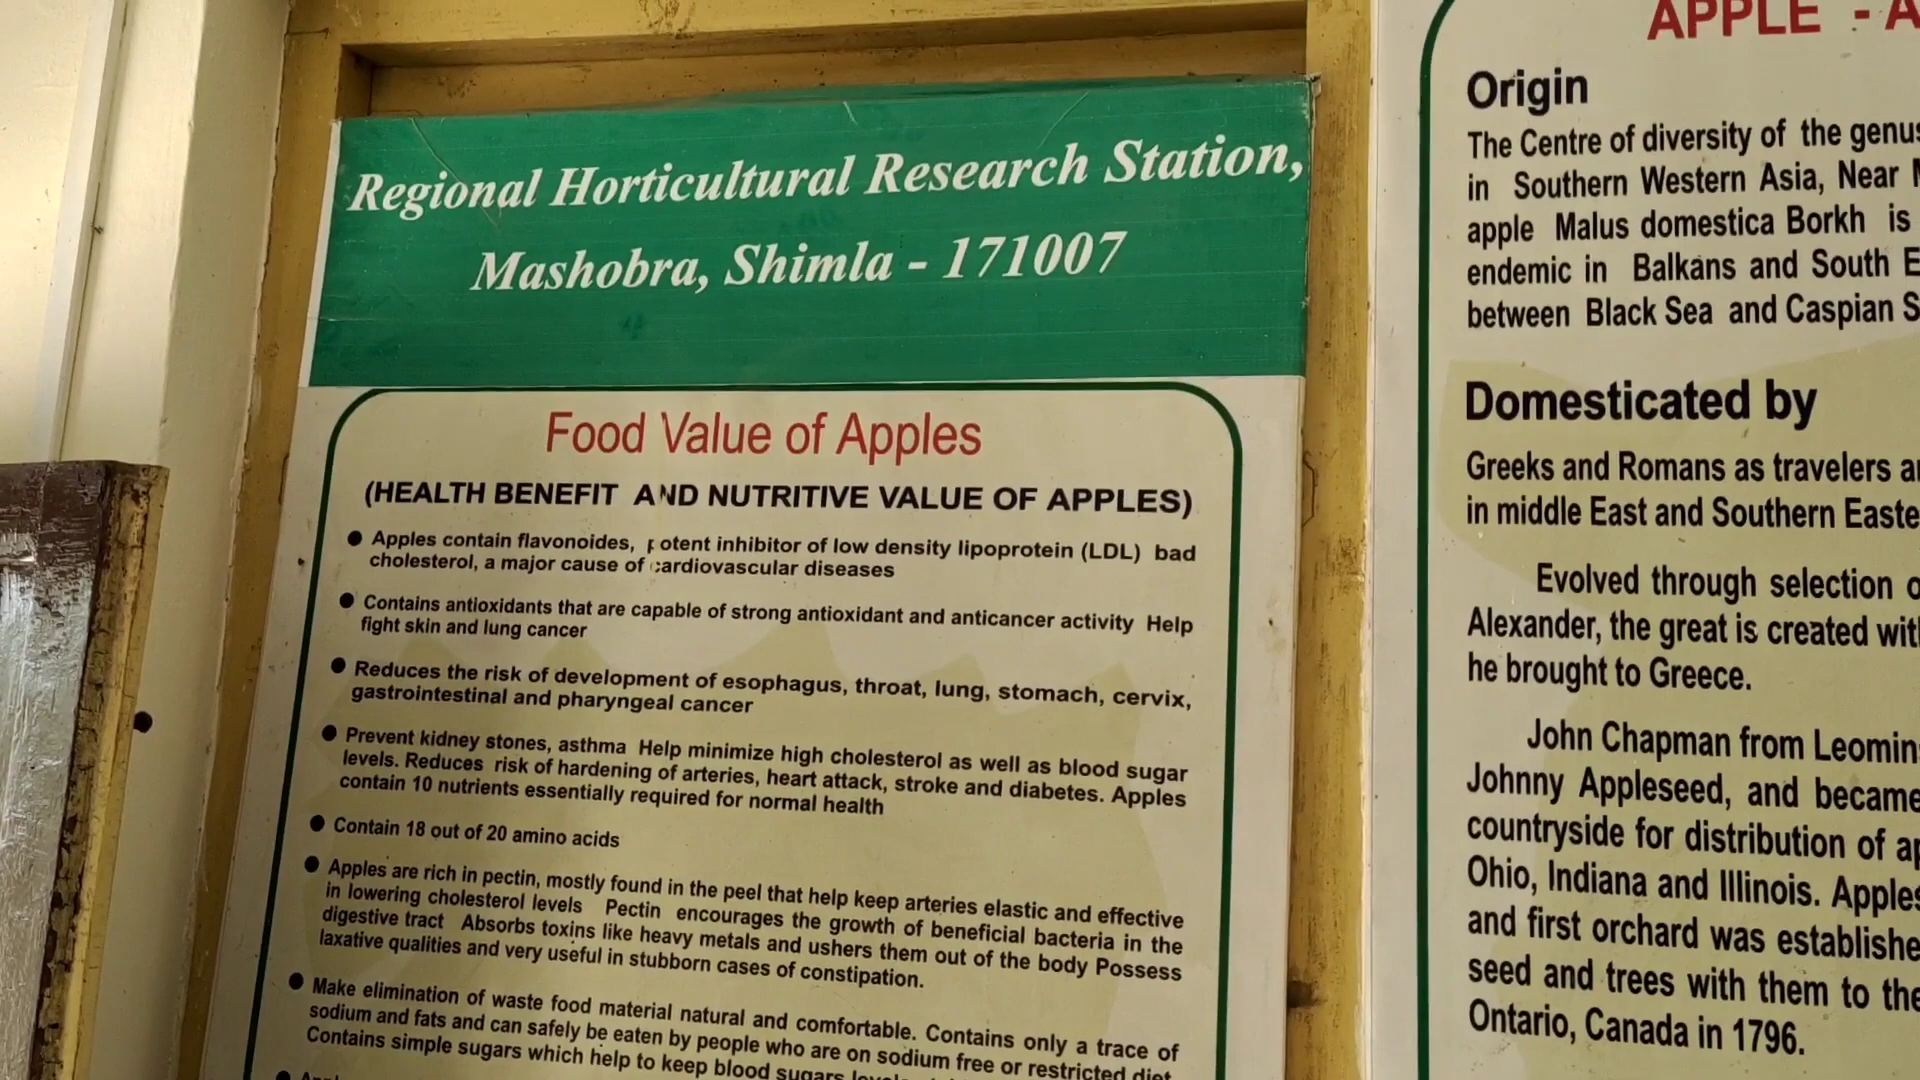 Regional Horticultural Research Station,
Mashobra, Shimla - 171007
Food Value of Apples
(HEALTH BENEFIT AND NUTRITIVE VALUE OF APPLES)
Apples contain flavonoides, potent inhibitor of low density lipoprotein (LDL) bad
cholesterol, a major cause of cardiovascular diseases
Contains antioxidants that are capable of strong antioxidant and anticancer activity Help
fight skin and lung cancer
Reduces the risk of development of esophagus, throat, lung, stomach, cervix,
gastrointestinal and pharyngeal cancer
Prevent kidney stones, asthma Help minimize high cholesterol as well as blood sugar
levels. Reduces risk of hardening of arteries, heart attack, stroke and diabetes. Apples
contain 10 nutrients essentially required for normal health
Contain 18 out of 20 amino acids
Apples are rich in pectin, mostly found in the peel that help keep arteries elastic and effective
in lowering cholesterol levels Pectin encourages the growth of beneficial bacteria in the
digestive tract Absorbs toxins like heavy metals and ushers them out of the body Possess
laxative qualities and very useful in stubborn cases of constipation.
Make elimination of waste food material natural and comfortable. Contains only a trace of
sodium and fats and can safely be eaten by people who are on sodium free or restricted diet
Contains simple sugars which help to keep blood sugars
APPLE - A
Origin
The Centre of diversity of the genus
in Southern Western Asia, Near
apple Malus domestica Borkh is
endemic in Balkans and South E
between Black Sea and Caspian S
Domesticated by
Greeks and Romans as travelers
in middle East and Southern Easte
Evolved through selection
Alexander, the great is created
he brought to Greece.
John Chapman from Leomin
Johnny Appleseed, and became
countryside for distribution of
Ohio, Indiana and Illinois. Apples
and first orchard was establishe
seed and trees with them to the
Ontario, Canada in 1796.